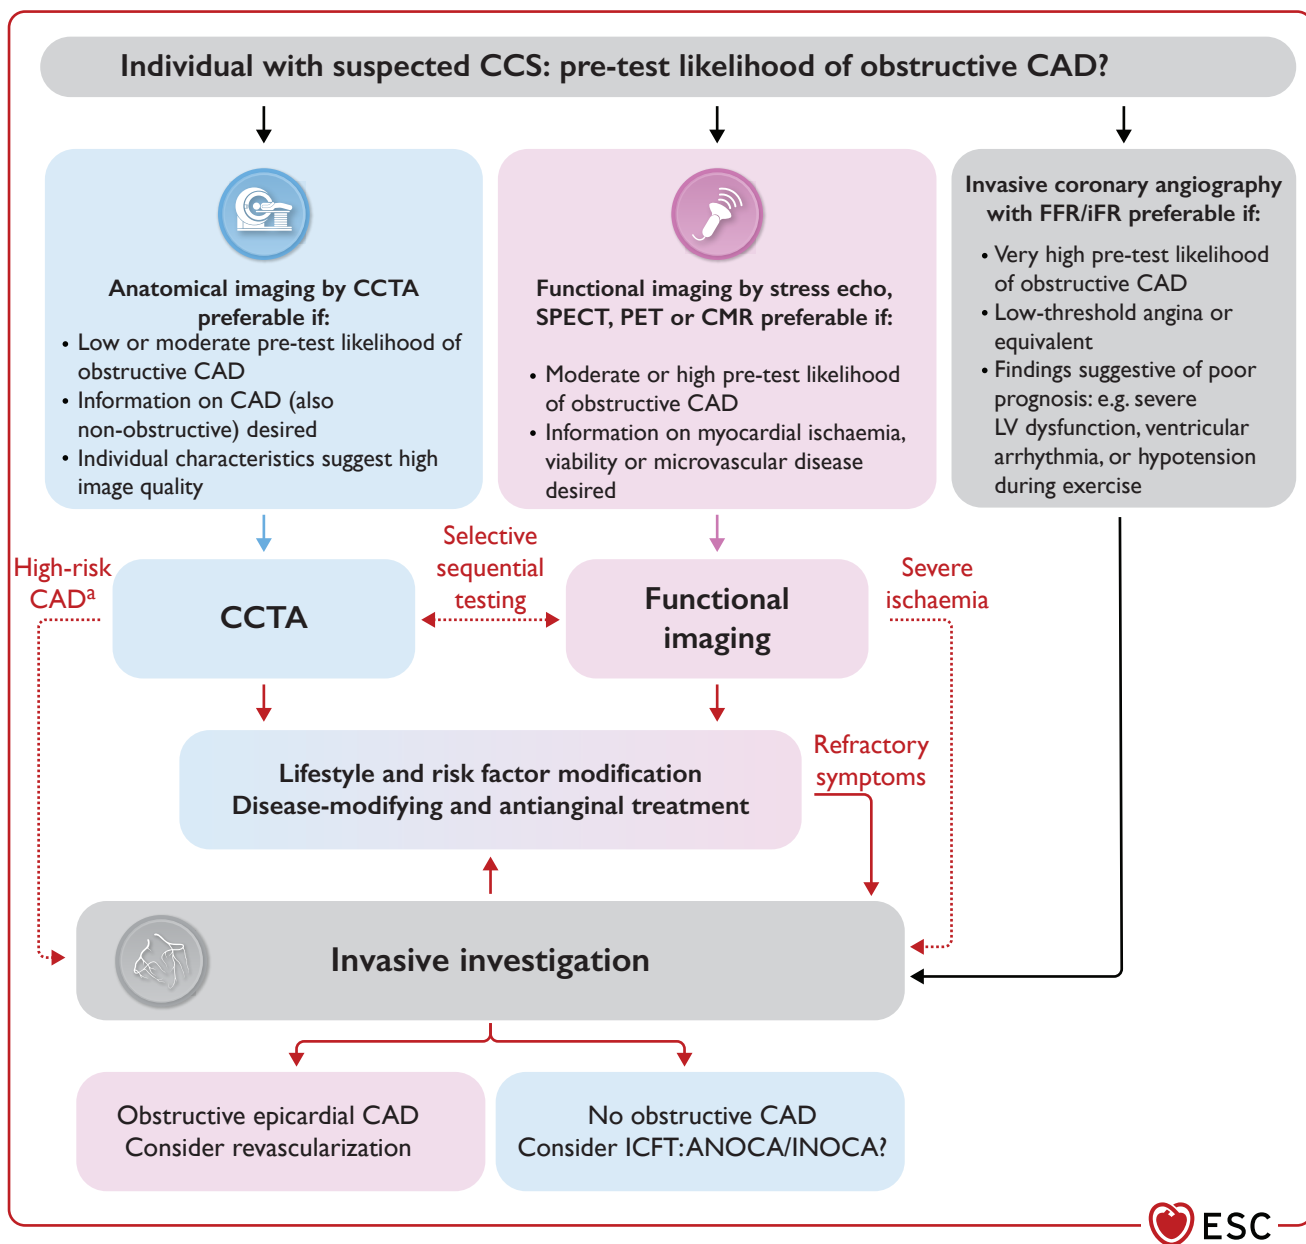 Individual with suspected CCS: pre-test likelihood of obstructive CAD?
Anatomical imaging by CCTA
preferable if:
• Low or moderate pre-test likelihood of
obstructive CAD
• Information on CAD (also
non-obstructive) desired
• Individual characteristics suggest high
image quality
Functional imaging by stress echo,
SPECT, PET or CMR preferable if:
• Moderate or high pre-test likelihood
of obstructive CAD
• Information on myocardial ischaemia,
viability or microvascular disease
desired
Invasive coronary angiography
with FFR/iFR preferable if:
• Very high pre-test likelihood
of obstructive CAD
• Low-threshold angina or
equivalent
• Findings suggestive of poor
prognosis: e.g. severe
LV dysfunction, ventricular
arrhythmia, or hypotension
during exercise
High-risk
CADᵃ
CCTA
Selective
sequential
testing
Functional
imaging
Severe
ischaemia
Lifestyle and risk factor modification
Disease-modifying and antianginal treatment
Refractory
symptoms
Invasive investigation
Obstructive epicardial CAD
Consider revascularization
No obstructive CAD
Consider ICFT: ANOCA/INOCA?
ESC